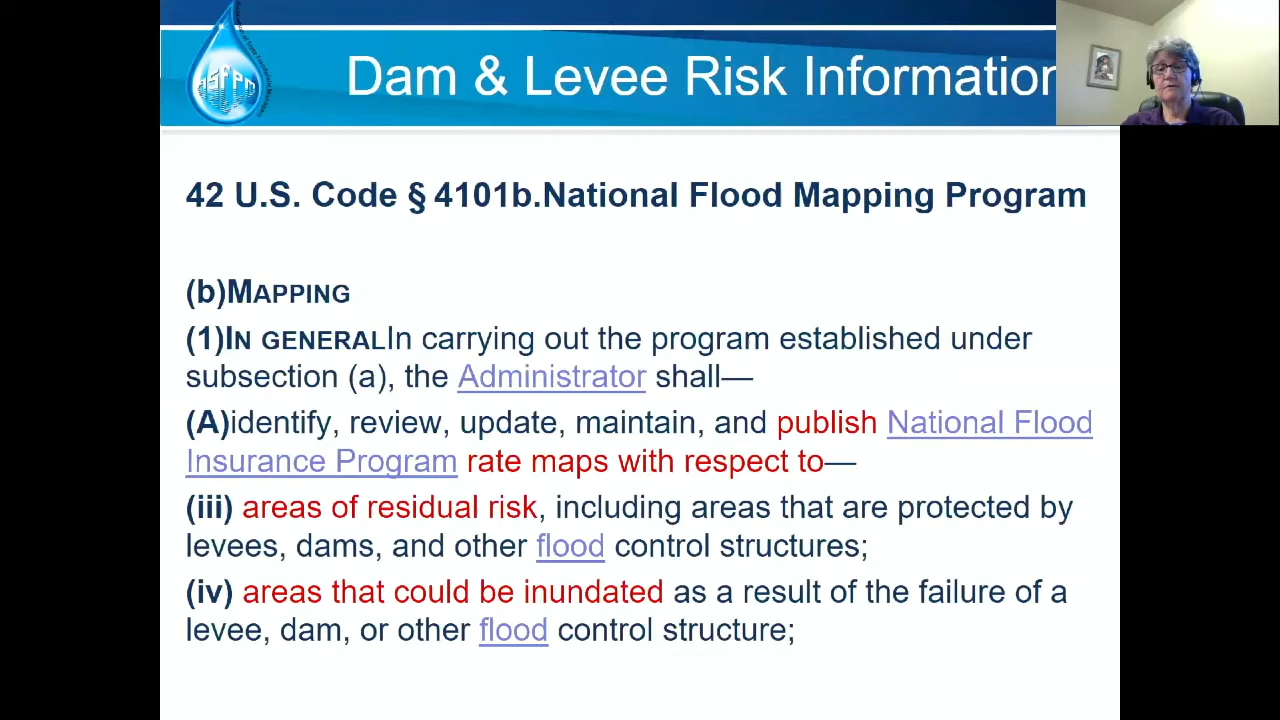 Dam & Levee Risk Information
ASFPM
42 U.S. Code § 4101b.National Flood Mapping Program
(b)MAPPING
(1)IN GENERALIn carrying out the program established under
subsection (a), the Administrator shall—
(A)identify, review, update, maintain, and publish National Flood
Insurance Program rate maps with respect to—
(iii) areas of residual risk, including areas that are protected by
levees, dams, and other flood control structures;
(iv) areas that could be inundated as a result of the failure of a
levee, dam, or other flood control structure;